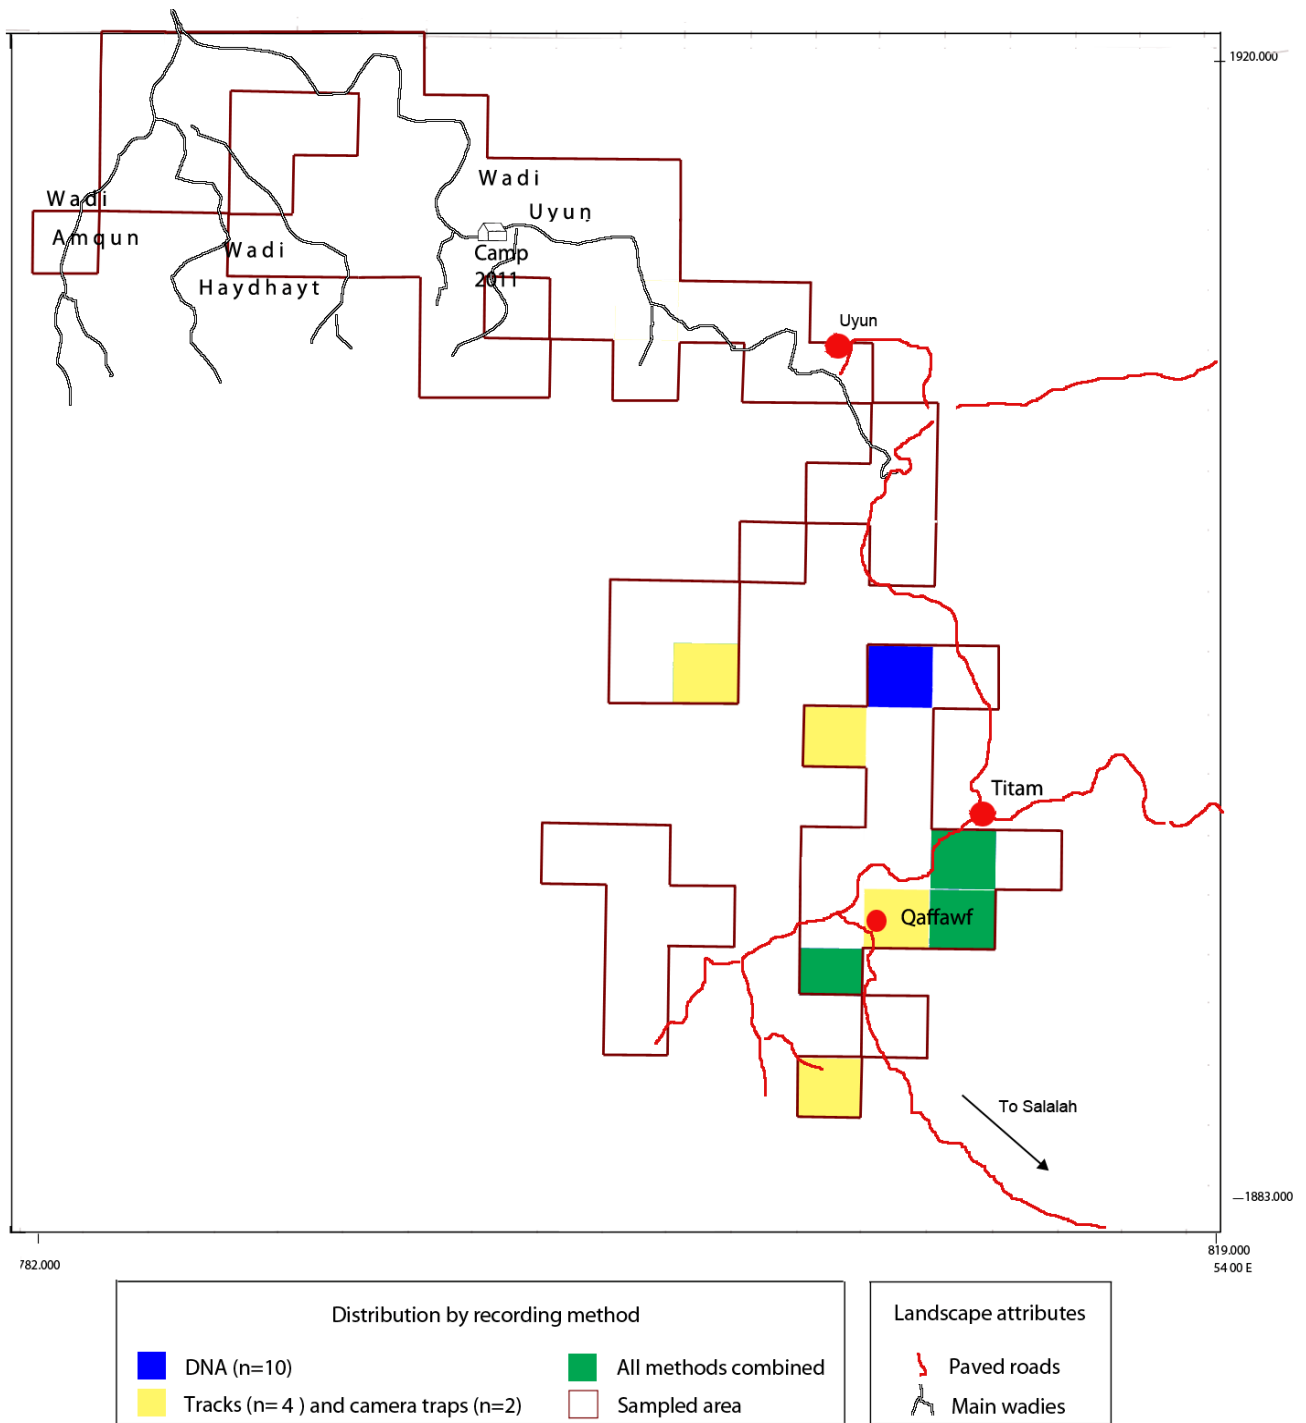 1920.000
Wadi
Wadi
Uyun
Amqun
Wadi
Camp
2011
Haydhayt
Uyun
Titam
Qaffawf
To Salalah
1883.000
782.000
819.000
54 00 E
Distribution by recording method
DNA (n=10)
All methods combined
Tracks (n= 4 ) and camera traps (n=2)
Sampled area
Landscape attributes
Paved roads
Main wadies